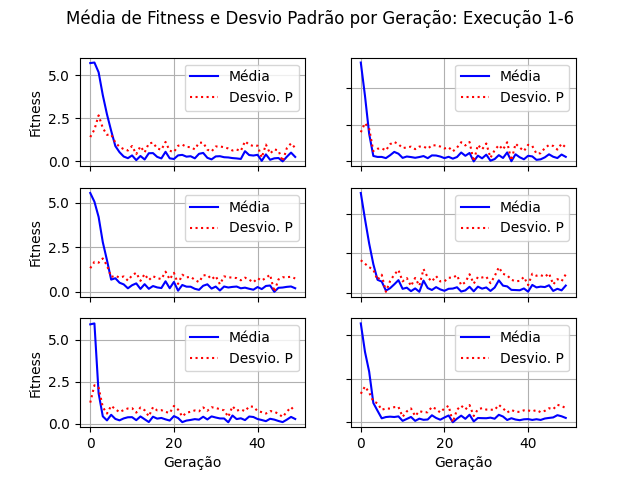 Média de Fitness e Desvio Padrão por Geração: Execução 1-6
Fitness
5.0
2.5
0.0
Média
Desvio. P
Média
Desvio. P
Fitness
5.0
2.5
0.0
Média
Desvio. P
Média
Desvio. P
Fitness
5.0
2.5
0.0
Média
Desvio. P
Média
Desvio. P
0 20 40
Geração
0 20 40
Geração